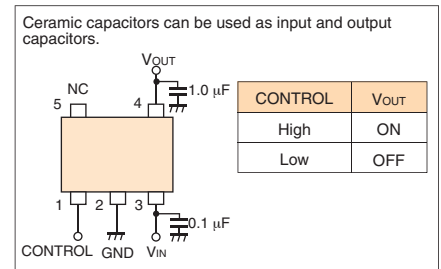 Ceramic capacitors can be used as input and output
capacitors.
VOUT
NC
1.0 µF
5
4
CONTROL VOUT
High ON
Low OFF
1
2
3
0.1 µF
CONTROL GND VIN